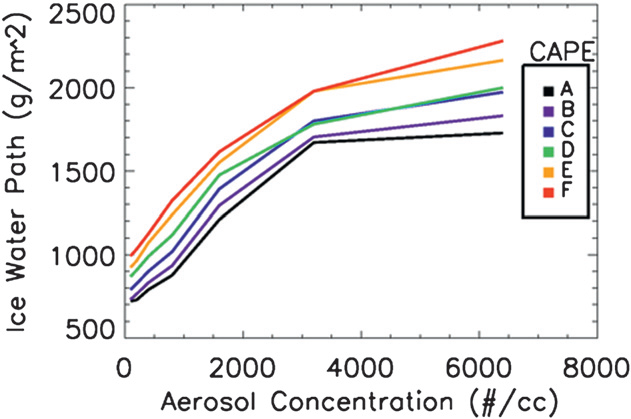 2500
2000
1500
1000
500
0
2000
4000
6000
8000
Ice Water Path (g/m^2)
Aerosol Concentration (#/cc)
CAPE
A
B
C
D
E
F